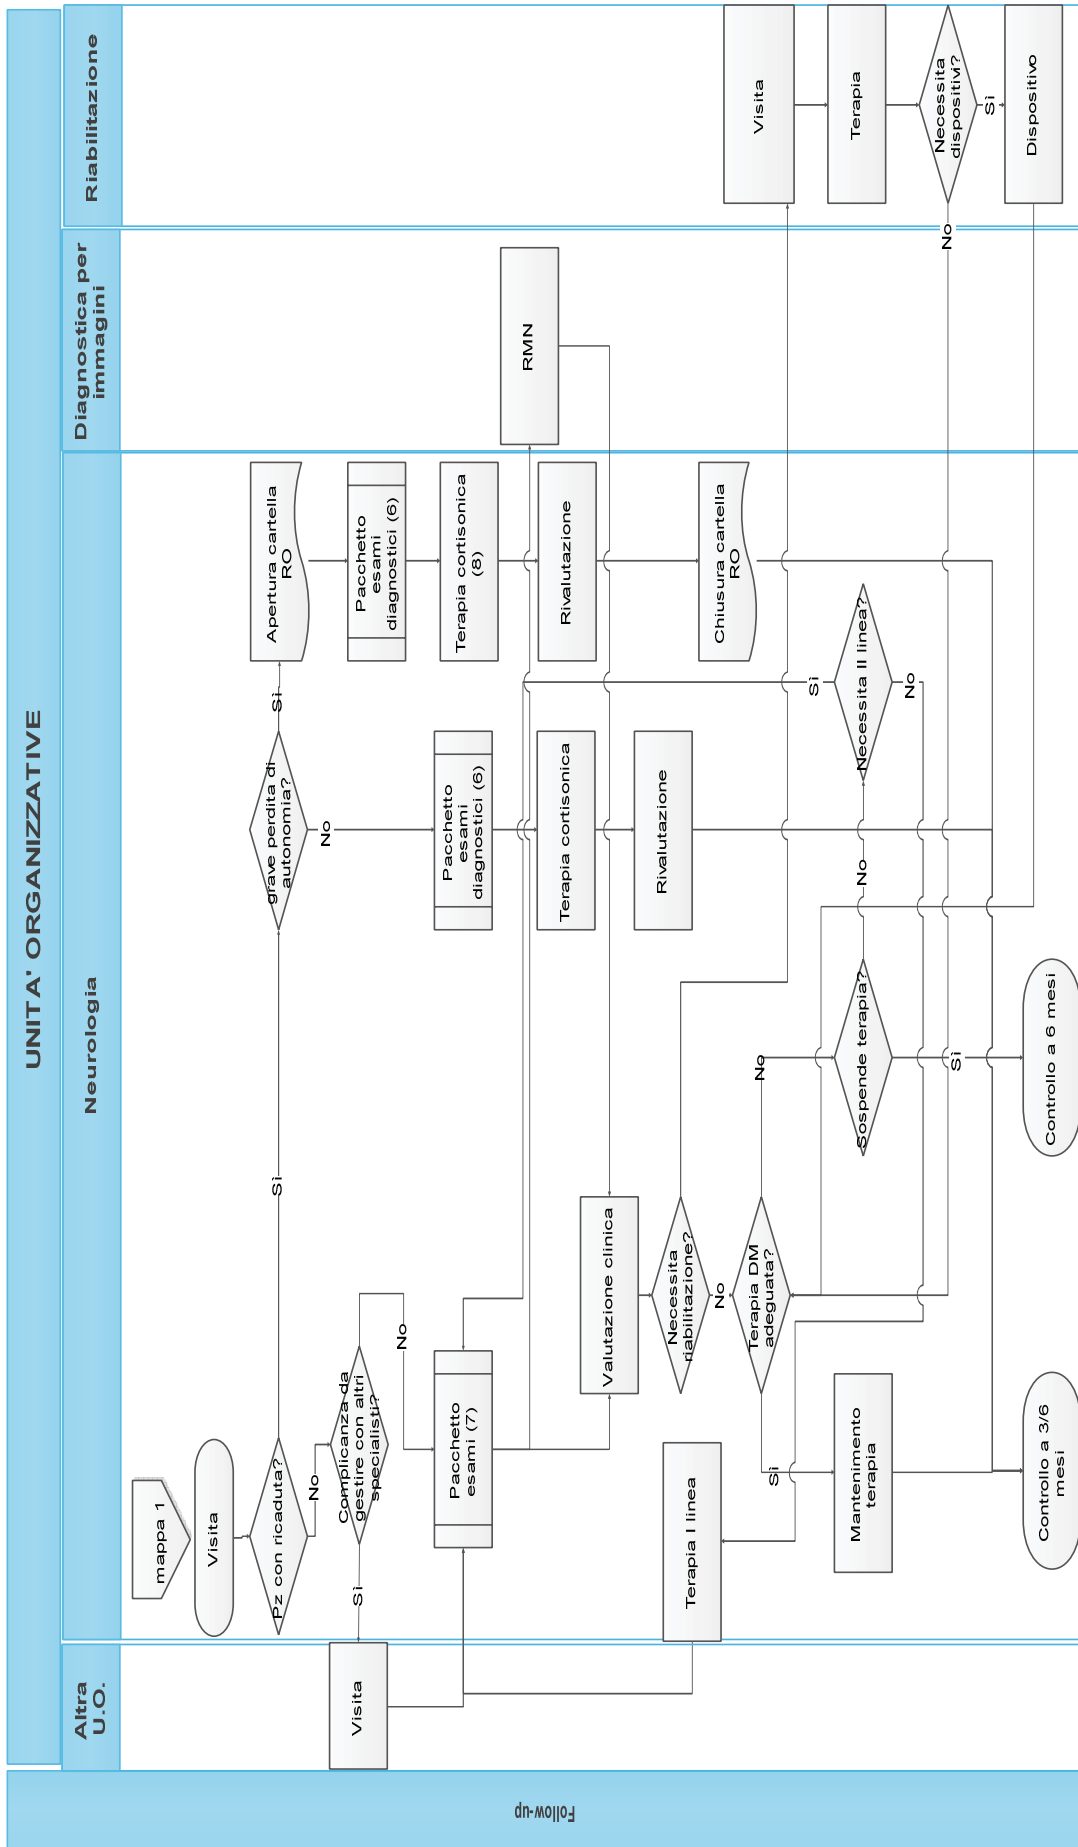 UNITA' ORGANIZZATIVE
Follow-up
Altra
U.O.
Neurologia
Diagnostica per
immagini
Riabilitazione
mappa 1
Visita
Pz con ricaduta?
Sì
No
grave perdita di
autonomia?
Sì
No
Apertura cartella
RO
Complicanza da
gestire con altri
specialisti?
Sì
No
Visita
Pacchetto
esami
diagnostici (6)
Pacchetto
esami (7)
Pacchetto
esami
diagnostici (6)
Terapia cortisonica
(8)
RMN
Terapia cortisonica
Rivalutazione
Valutazione clinica
Rivalutazione
Necessita
riabilitazione?
No
Terapia I linea
Chiusura cartella
RO
Visita
Terapia DM
adeguata?
Sì
No
Mantenimento
terapia
Sospende terapia?
No
Sì
Necessita II linea?
Sì
No
Terapia
Necessita
dispositivi?
No
Sì
Dispositivo
Controllo a 3/6
mesi
Controllo a 6 mesi